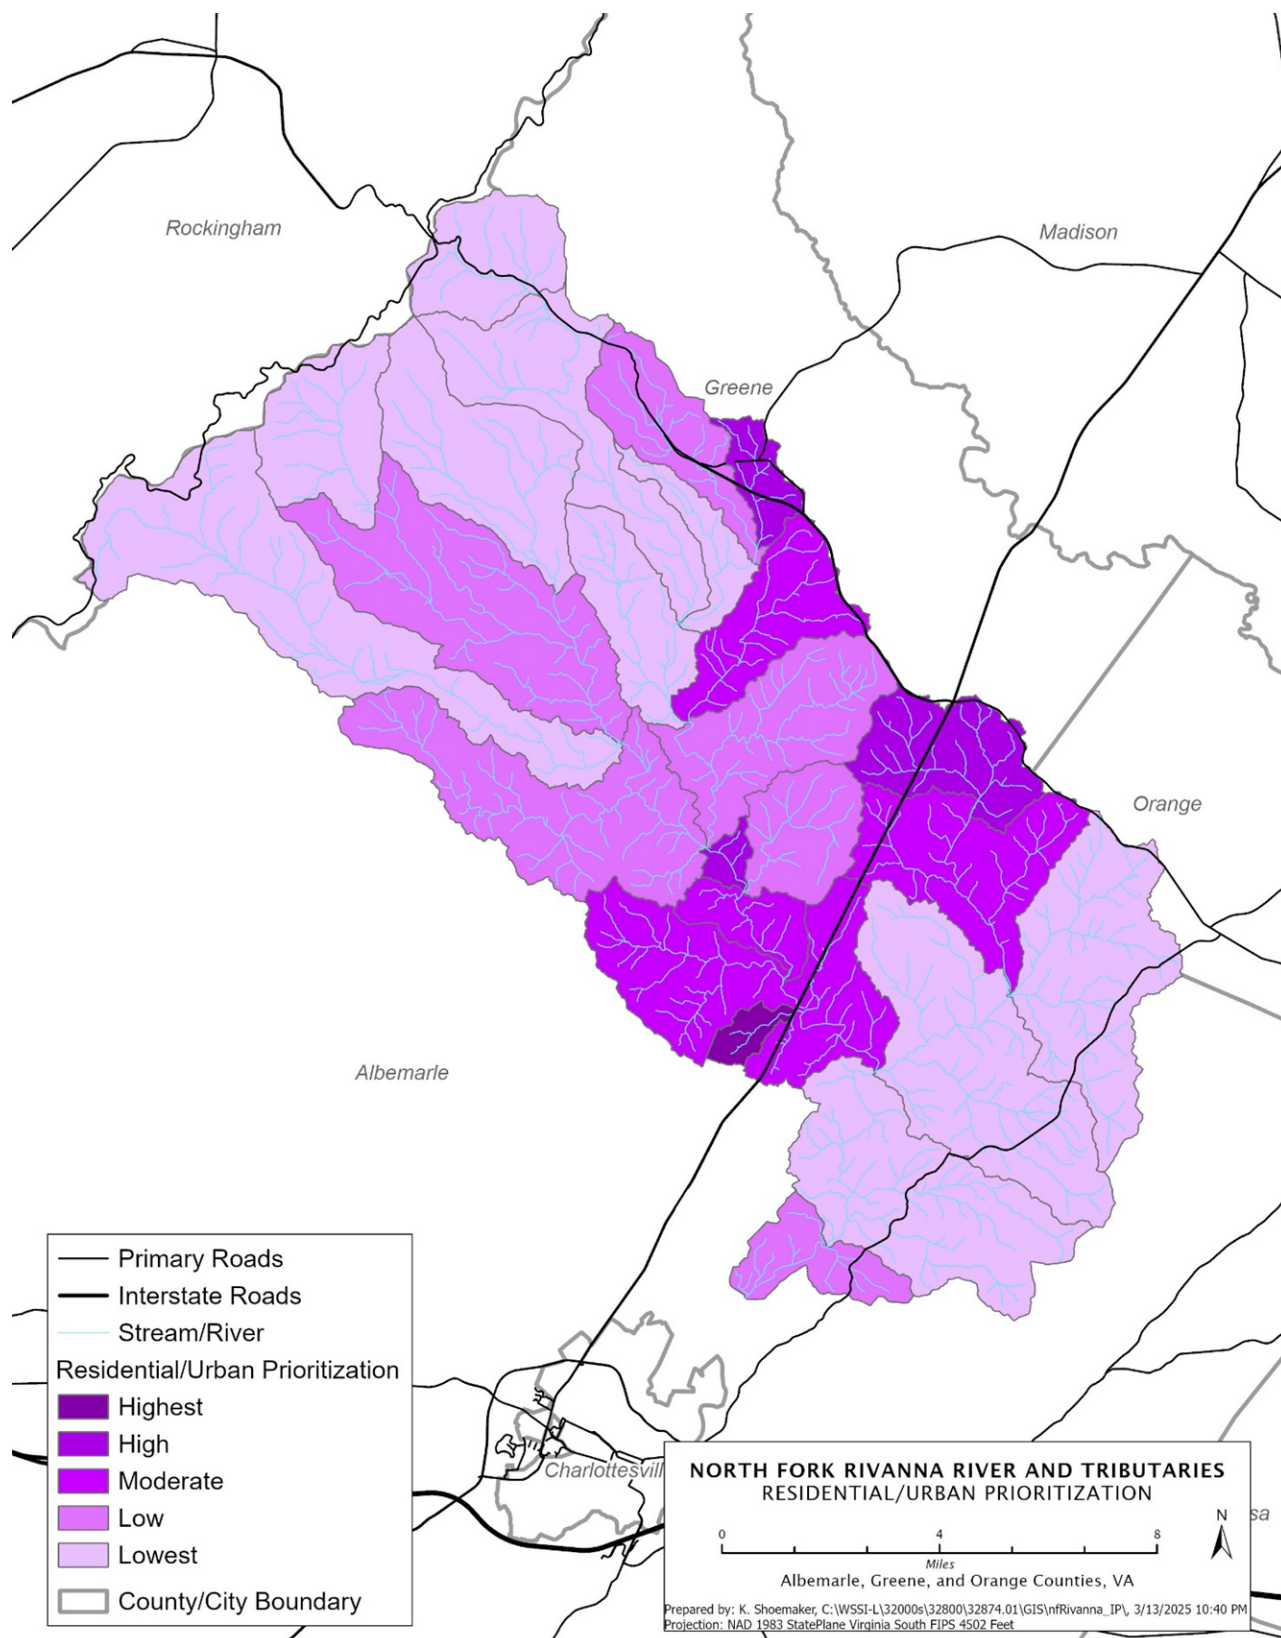 Rockingham
Madison
Greene
Orange
Albemarle
Primary Roads
Interstate Roads
Stream/River
Residential/Urban Prioritization
Highest
High
Moderate
Low
Lowest
County/City Boundary
Charlottesvill
sa
NORTH FORK RIVANNA RIVER AND TRIBUTARIES
RESIDENTIAL/URBAN PRIORITIZATION
N
0 4 8
Miles
Albemarle, Greene, and Orange Counties, VA
Prepared by: K. Shoemaker, C:\WSSI-L\32000s\32800\32874.01\GIS\nfRivanna_IP\, 3/13/2025 10:40 PM
Projection: NAD 1983 StatePlane Virginia South FIPS 4502 Feet